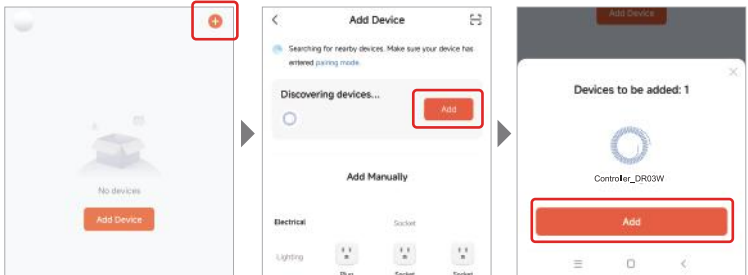 No devices
Add Device
Add Device
Searching for nearby devices. Make sure your device has
entered pairing mode.
Discovering devices...
Add
Add Manually
Electrical
Socket
Lighting
Plug
Socket
Socket
Add Device
Devices to be added: 1
Controller_DR03W
Add